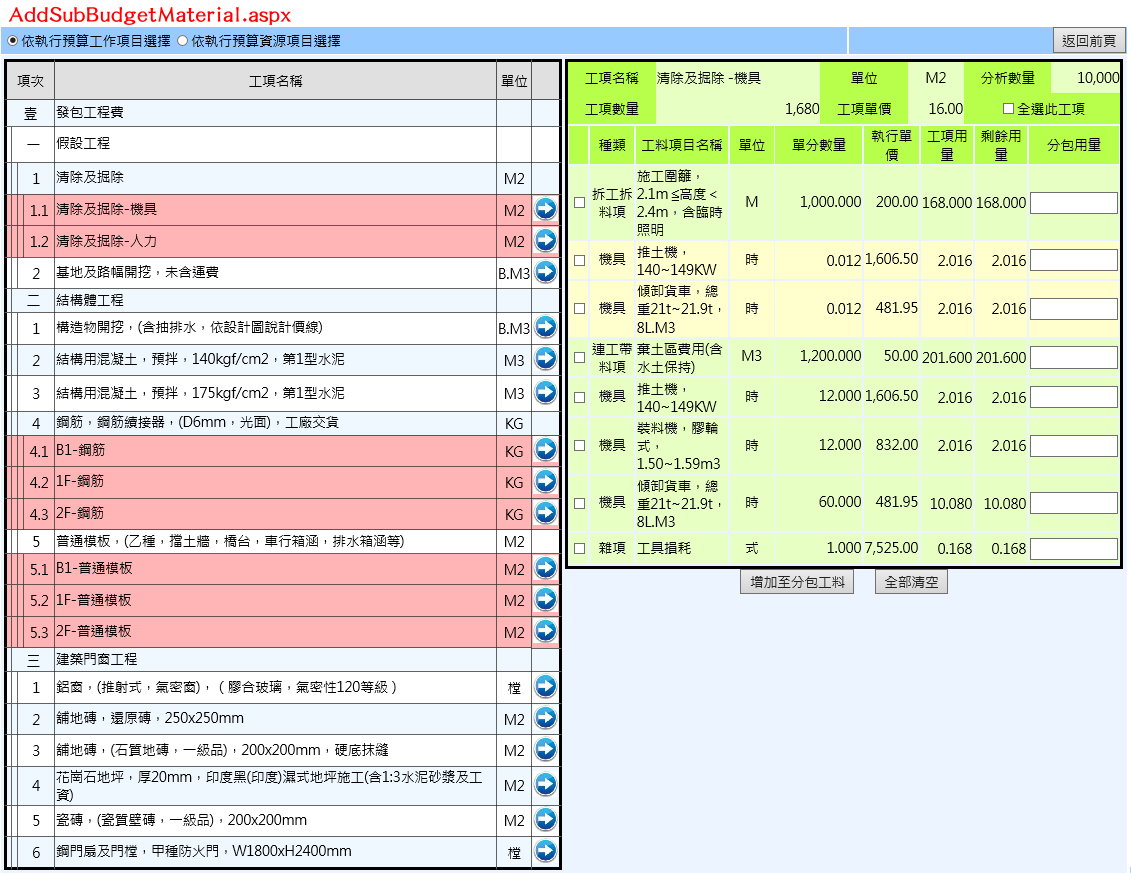 AddSubBudgetMaterial.aspx
依執行預算工作項目選擇 依執行預算資源項目選擇 返回前頁
項次 工項名稱 單位
壹 發包工程費
一 假設工程
1 清除及掘除 M2
1.1 清除及掘除-機具 M2
1.2 清除及掘除-人力 M2
2 基地及路幅開挖，未含運費 B.M3
二 結構體工程
1 構造物開挖，(含抽排水，依設計圖說計價線) B.M3
2 結構用混凝土，預拌，140kgf/cm2，第1型水泥 M3
3 結構用混凝土，預拌，175kgf/cm2，第1型水泥 M3
4 鋼筋，鋼筋續接器，(D6mm，光面)，工廠交貨 KG
4.1 B1-鋼筋 KG
4.2 1F-鋼筋 KG
4.3 2F-鋼筋 KG
5 普通模板，(乙種，擋土牆，橋台，車行箱涵，排水箱涵等) M2
5.1 B1-普通模板 M2
5.2 1F-普通模板 M2
5.3 2F-普通模板 M2
三 建築門窗工程
1 鋁窗，(推射式，氣密窗)，( 膠合玻璃，氣密性120等級 ) 樘
2 舖地磚，還原磚，250x250mm M2
3 舖地磚，(石質地磚，一級品)，200x200mm，硬底抹縫 M2
4 花崗石地坪，厚20mm，印度黑(印度)濕式地坪施工(含1:3水泥砂漿及工
資) M2
5 瓷磚，(瓷質壁磚，一級品)，200x200mm M2
6 鋼門扇及門樘，甲種防火門，W1800xH2400mm 樘
工項名稱 清除及掘除 -機具 單位 M2 分析數量 10,000
工項數量 1,680 工項單價 16.00 全選此工項
種類 工料項目名稱 單位 單分數量 執行單價 工項用量 剩餘用量 分包用量
拆工拆料項 施工圍籬，
2.1m ≦高度 <
2.4m，含臨時
照明 M 1,000.000 200.00 168.000 168.000
機具 推土機，
140~149KW 時 0.012 1,606.50 2.016 2.016
機具 傾卸貨車，總
重21t~21.9t，
8L.M3 時 0.012 481.95 2.016 2.016
連工帶料項 棄土區費用(含
水土保持) M3 1,200.000 50.00 201.600 201.600
機具 推土機，
140~149KW 時 12.000 1,606.50 2.016 2.016
機具 裝料機，膠輪
式，
1.50~1.59m3 時 12.000 832.00 2.016 2.016
機具 傾卸貨車，總
重21t~21.9t，
8L.M3 時 60.000 481.95 10.080 10.080
雜項 工具損耗 式 1.000 7,525.00 0.168 0.168
增加至分包工料 全部清空